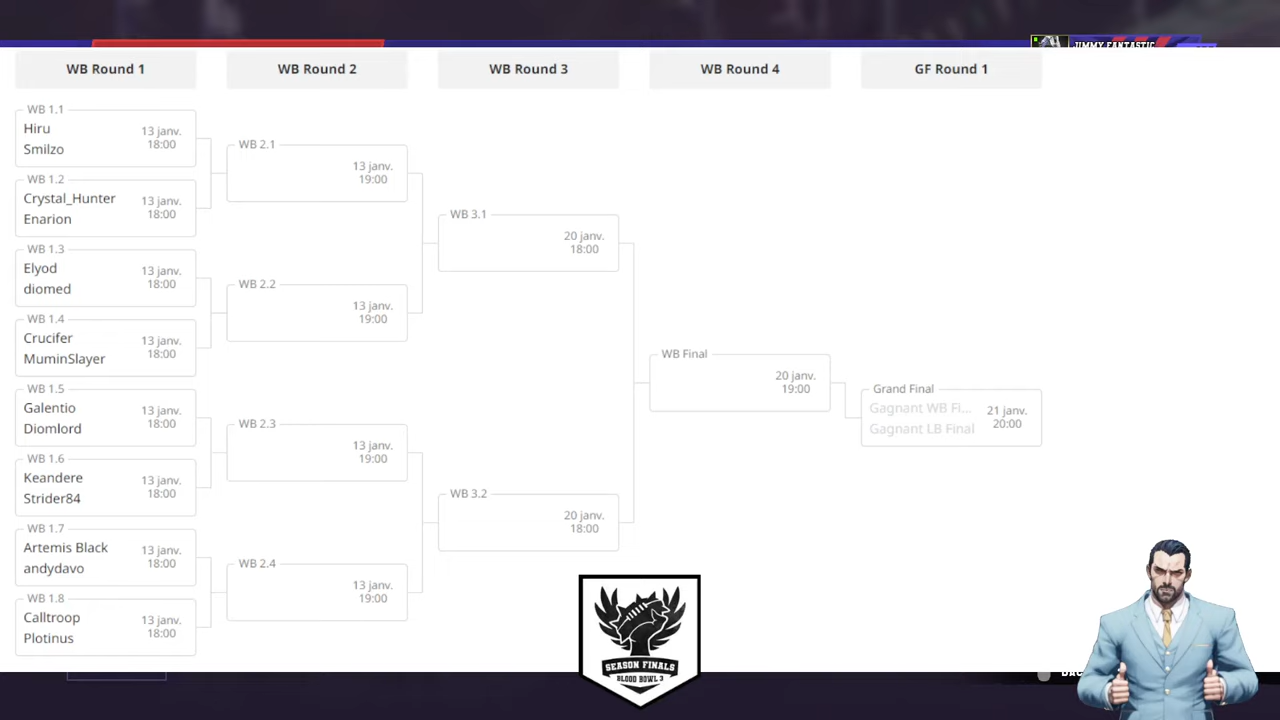 JIMMY FANTASTIC
WB Round 1
WB Round 2
WB Round 3
WB Round 4
GF Round 1
WB 1.1
Hiru
Smilzo
13 janv.
18:00
WB 1.2
Crystal_Hunter
Enarion
13 janv.
18:00
WB 1.3
Elyod
diomed
13 janv.
18:00
WB 1.4
Crucifer
MuminSlayer
13 janv.
18:00
WB 1.5
Galentio
Diomlord
13 janv.
18:00
WB 1.6
Keandere
Strider84
13 janv.
18:00
WB 1.7
Artemis Black
andydavo
13 janv.
18:00
WB 1.8
Calltroop
Plotinus
13 janv.
18:00
WB 2.1
13 janv.
19:00
WB 2.2
13 janv.
19:00
WB 2.3
13 janv.
19:00
WB 2.4
13 janv.
19:00
WB 3.1
20 janv.
18:00
WB 3.2
20 janv.
18:00
WB Final
20 janv.
19:00
Grand Final
Gagnant WB Fi...
Gagnant LB Final
21 janv.
20:00
SEASON FINALS
BLOOD BOWL 3